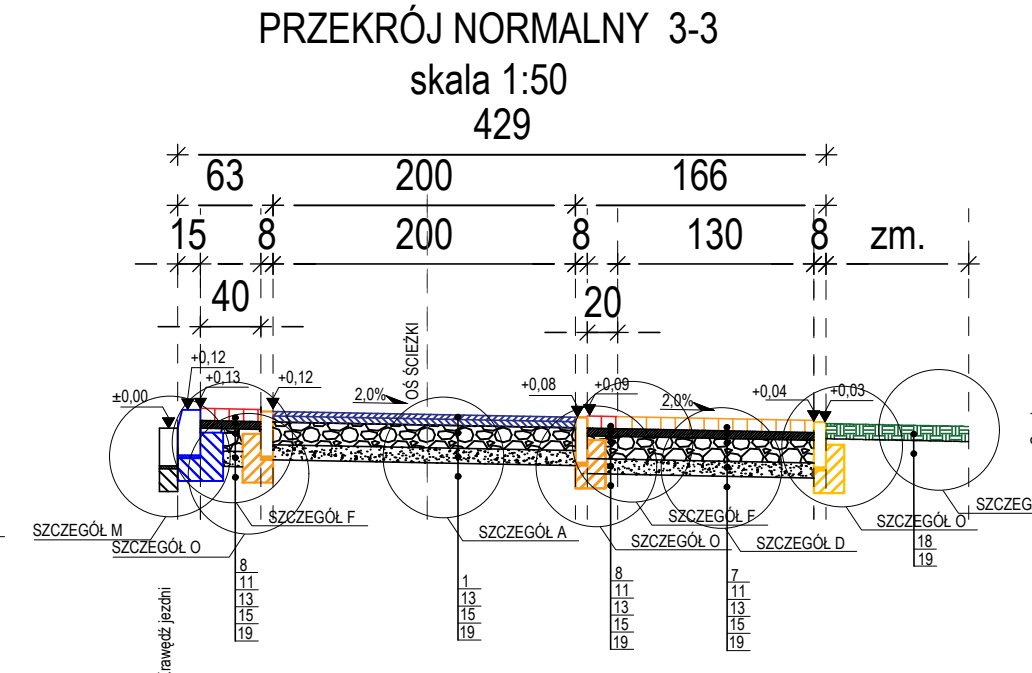 PRZEKRÓJ NORMALNY 3-3
skala 1:50
429
63 200 166
15 8 200 8 130 8 zm.
40 20
OŚ ŚCIEŻKI
+0,12
±0,00 +0,13 +0,12 2,0% +0,08 +0,09 2,0% +0,04 +0,03
SZCZEGÓŁ M
SZCZEGÓŁ O
SZCZEGÓŁ F
SZCZEGÓŁ A
SZCZEGÓŁ F
SZCZEGÓŁ O
SZCZEGÓŁ D
SZCZEGÓŁ O
SZCZEG
8
11
13
15
19
1
13
15
19
8
11
13
15
19
7
11
13
15
19
18
19
rawędź jezdni